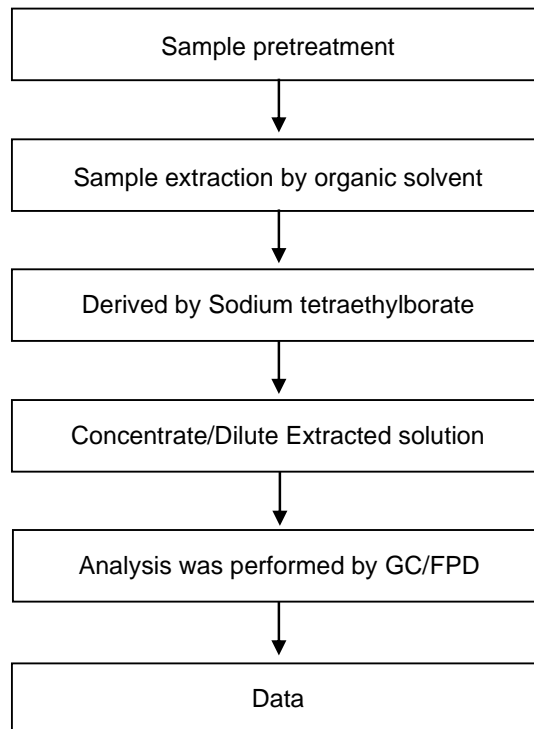 Sample pretreatment
Sample extraction by organic solvent
Derived by Sodium tetraethylborate
Concentrate/Dilute Extracted solution
Analysis was performed by GC/FPD
Data